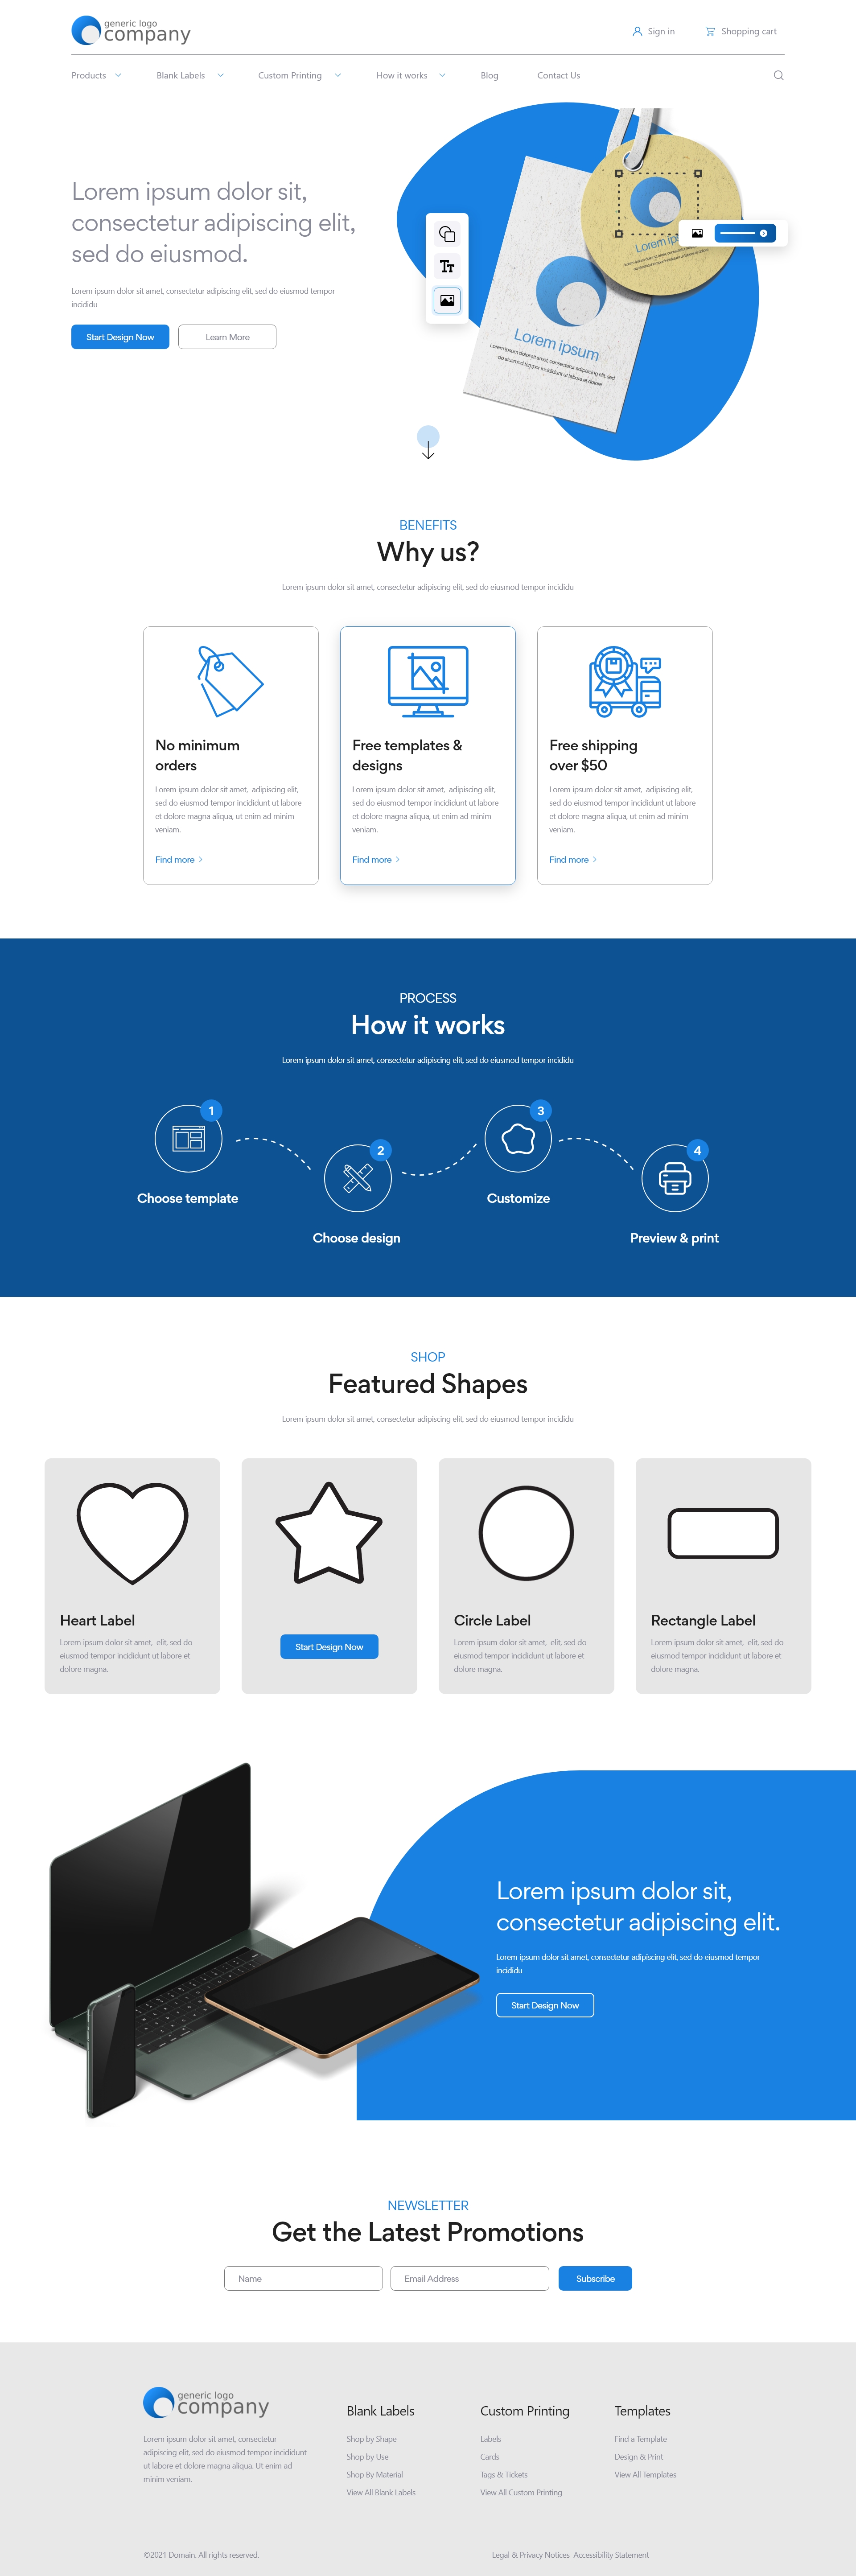 generic logo
company
Sign in
Shopping cart
Products
Blank Labels
Custom Printing
How it works
Blog
Contact Us
Lorem ipsum dolor sit,
consectetur adipiscing elit,
sed do eiusmod.
Lorem ipsum dolor sit amet, consectetur adipiscing elit, sed do eiusmod tempor
incididu
Start Design Now
Learn More
Tт
Lorem ip
Lorem ipsum
Lorem ipsum dolor sit amet, consectetur adipiscing elit, sed
do eiusmod tempor incididunt ut labore et dolore
BENEFITS
Why us?
Lorem ipsum dolor sit amet, consectetur adipiscing elit, sed do eiusmod tempor incididu
No minimum
orders
Lorem ipsum dolor sit amet,  adipiscing elit,
sed do eiusmod tempor incididunt ut labore
et dolore magna aliqua, ut enim ad minim
veniam.
Find more
Free templates &
designs
Lorem ipsum dolor sit amet,  adipiscing elit,
sed do eiusmod tempor incididunt ut labore
et dolore magna aliqua, ut enim ad minim
veniam.
Find more
Free shipping
over $50
Lorem ipsum dolor sit amet,  adipiscing elit,
sed do eiusmod tempor incididunt ut labore
et dolore magna aliqua, ut enim ad minim
veniam.
Find more
PROCESS
How it works
Lorem ipsum dolor sit amet, consectetur adipiscing elit, sed do eiusmod tempor incididu
1
Choose template
2
Choose design
3
Customize
4
Preview & print
SHOP
Featured Shapes
Lorem ipsum dolor sit amet, consectetur adipiscing elit, sed do eiusmod tempor incididu
Heart Label
Lorem ipsum dolor sit amet,  elit, sed do
eiusmod tempor incididunt ut labore et
dolore magna.
Start Design Now
Circle Label
Lorem ipsum dolor sit amet,  elit, sed do
eiusmod tempor incididunt ut labore et
dolore magna.
Rectangle Label
Lorem ipsum dolor sit amet,  elit, sed do
eiusmod tempor incididunt ut labore et
dolore magna.
Lorem ipsum dolor sit,
consectetur adipiscing elit.
Lorem ipsum dolor sit amet, consectetur adipiscing elit, sed do eiusmod tempor
incididu
Start Design Now
NEWSLETTER
Get the Latest Promotions
Name
Email Address
Subscribe
generic logo
company
Lorem ipsum dolor sit amet, consectetur
adipiscing elit, sed do eiusmod tempor incididunt
ut labore et dolore magna aliqua. Ut enim ad
minim veniam.
Blank Labels
Shop by Shape
Shop by Use
Shop By Material
View All Blank Labels
Custom Printing
Labels
Cards
Tags & Tickets
View All Custom Printing
Templates
Find a Template
Design & Print
View All Templates
©2021 Domain. All rights reserved.
Legal & Privacy Notices  Accessibility Statement